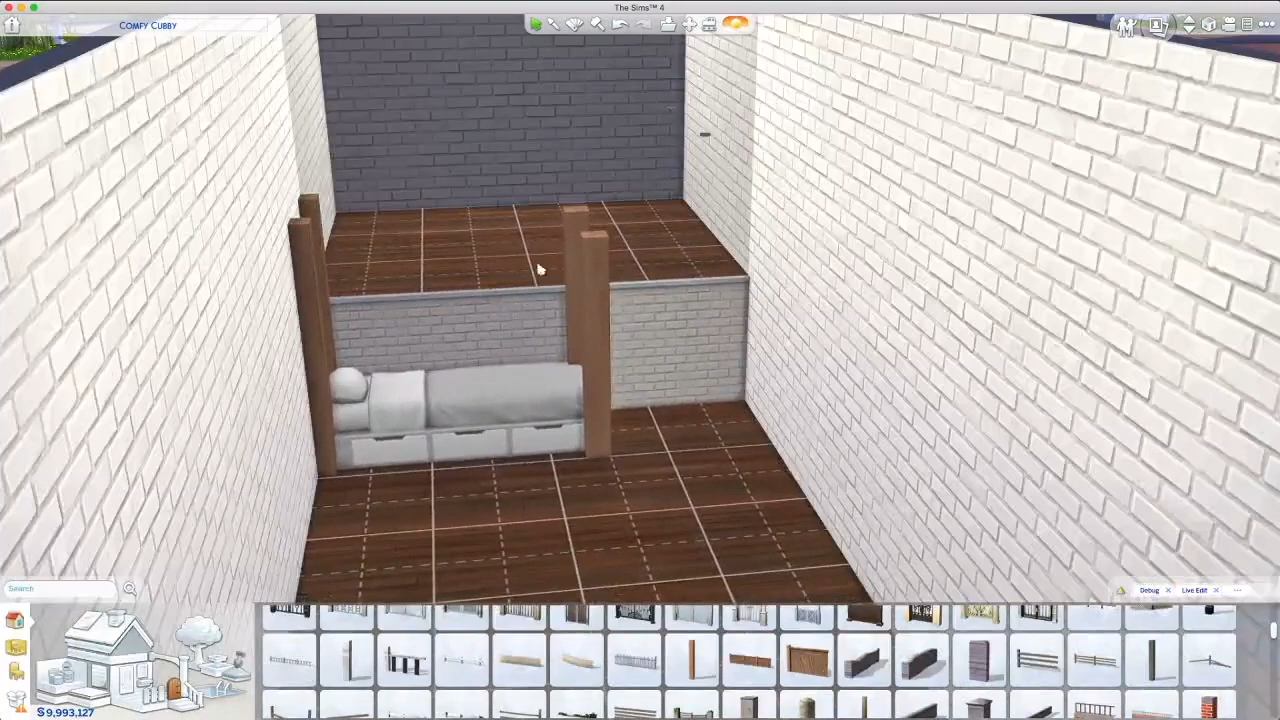 The Sims™ 4
COMFY CUBBY
Search
Debug
Live Edit
§9,993,127